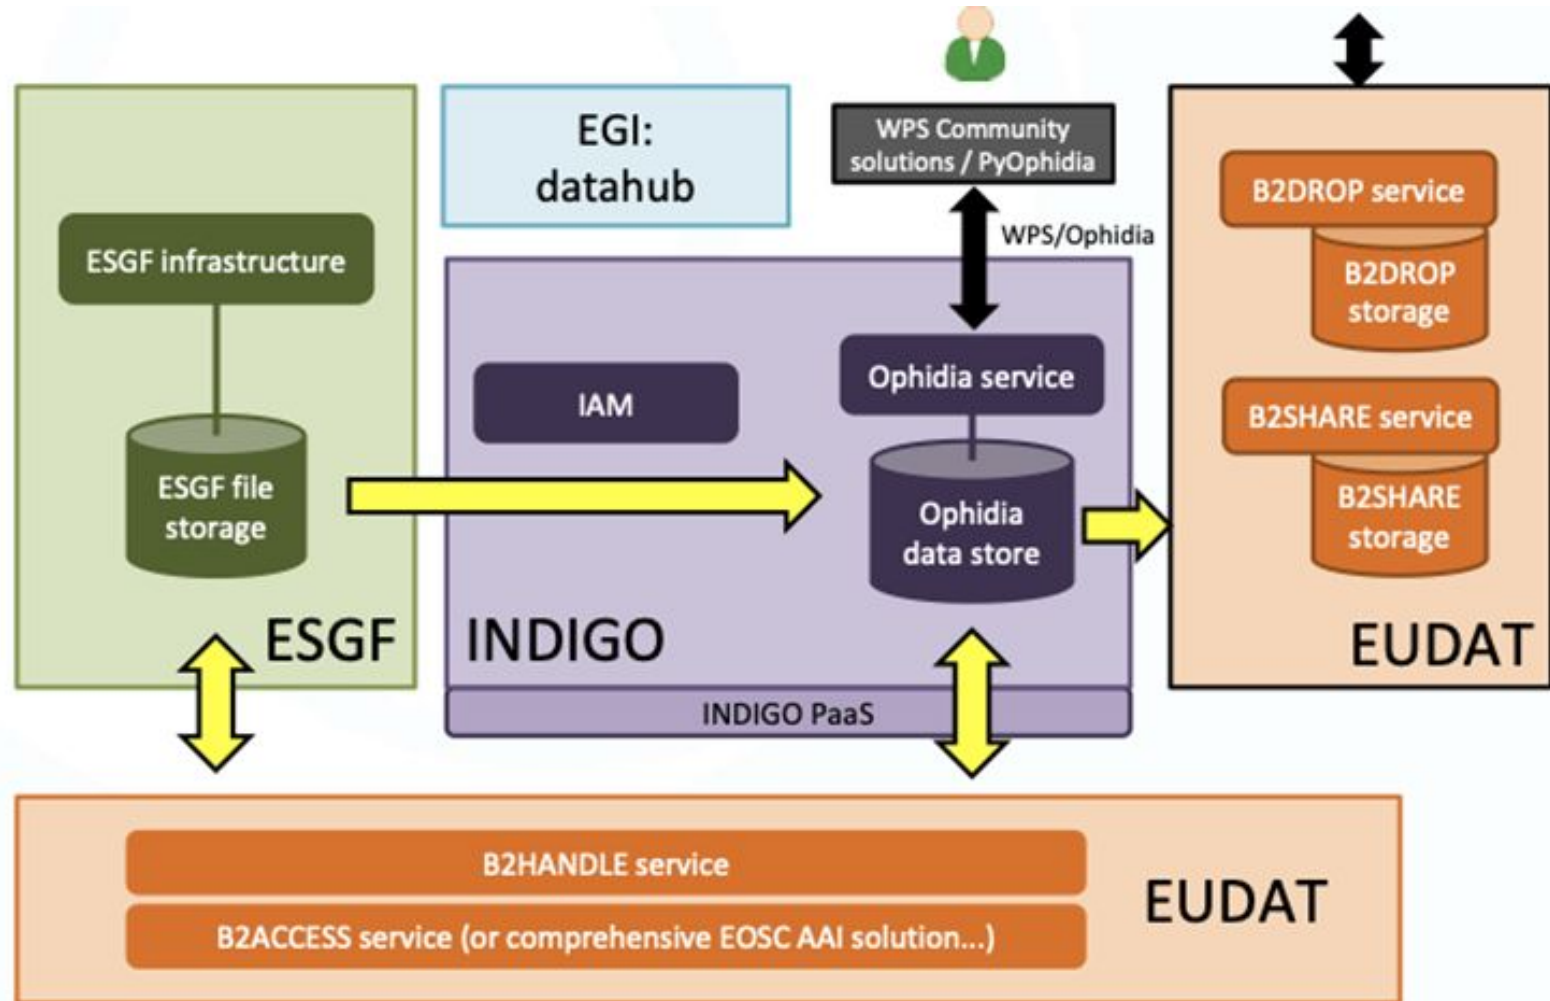 EGI:
datahub
WPS Community
solutions / PyOphidia
WPS/Ophidia
ESGF infrastructure
ESGF file
storage
ESGF
IAM
Ophidia service
Ophidia
data store
INDIGO
INDIGO PaaS
B2DROP service
B2DROP
storage
B2SHARE service
B2SHARE
storage
EUDAT
B2HANDLE service
B2ACCESS service (or comprehensive EOSC AAI solution...)
EUDAT